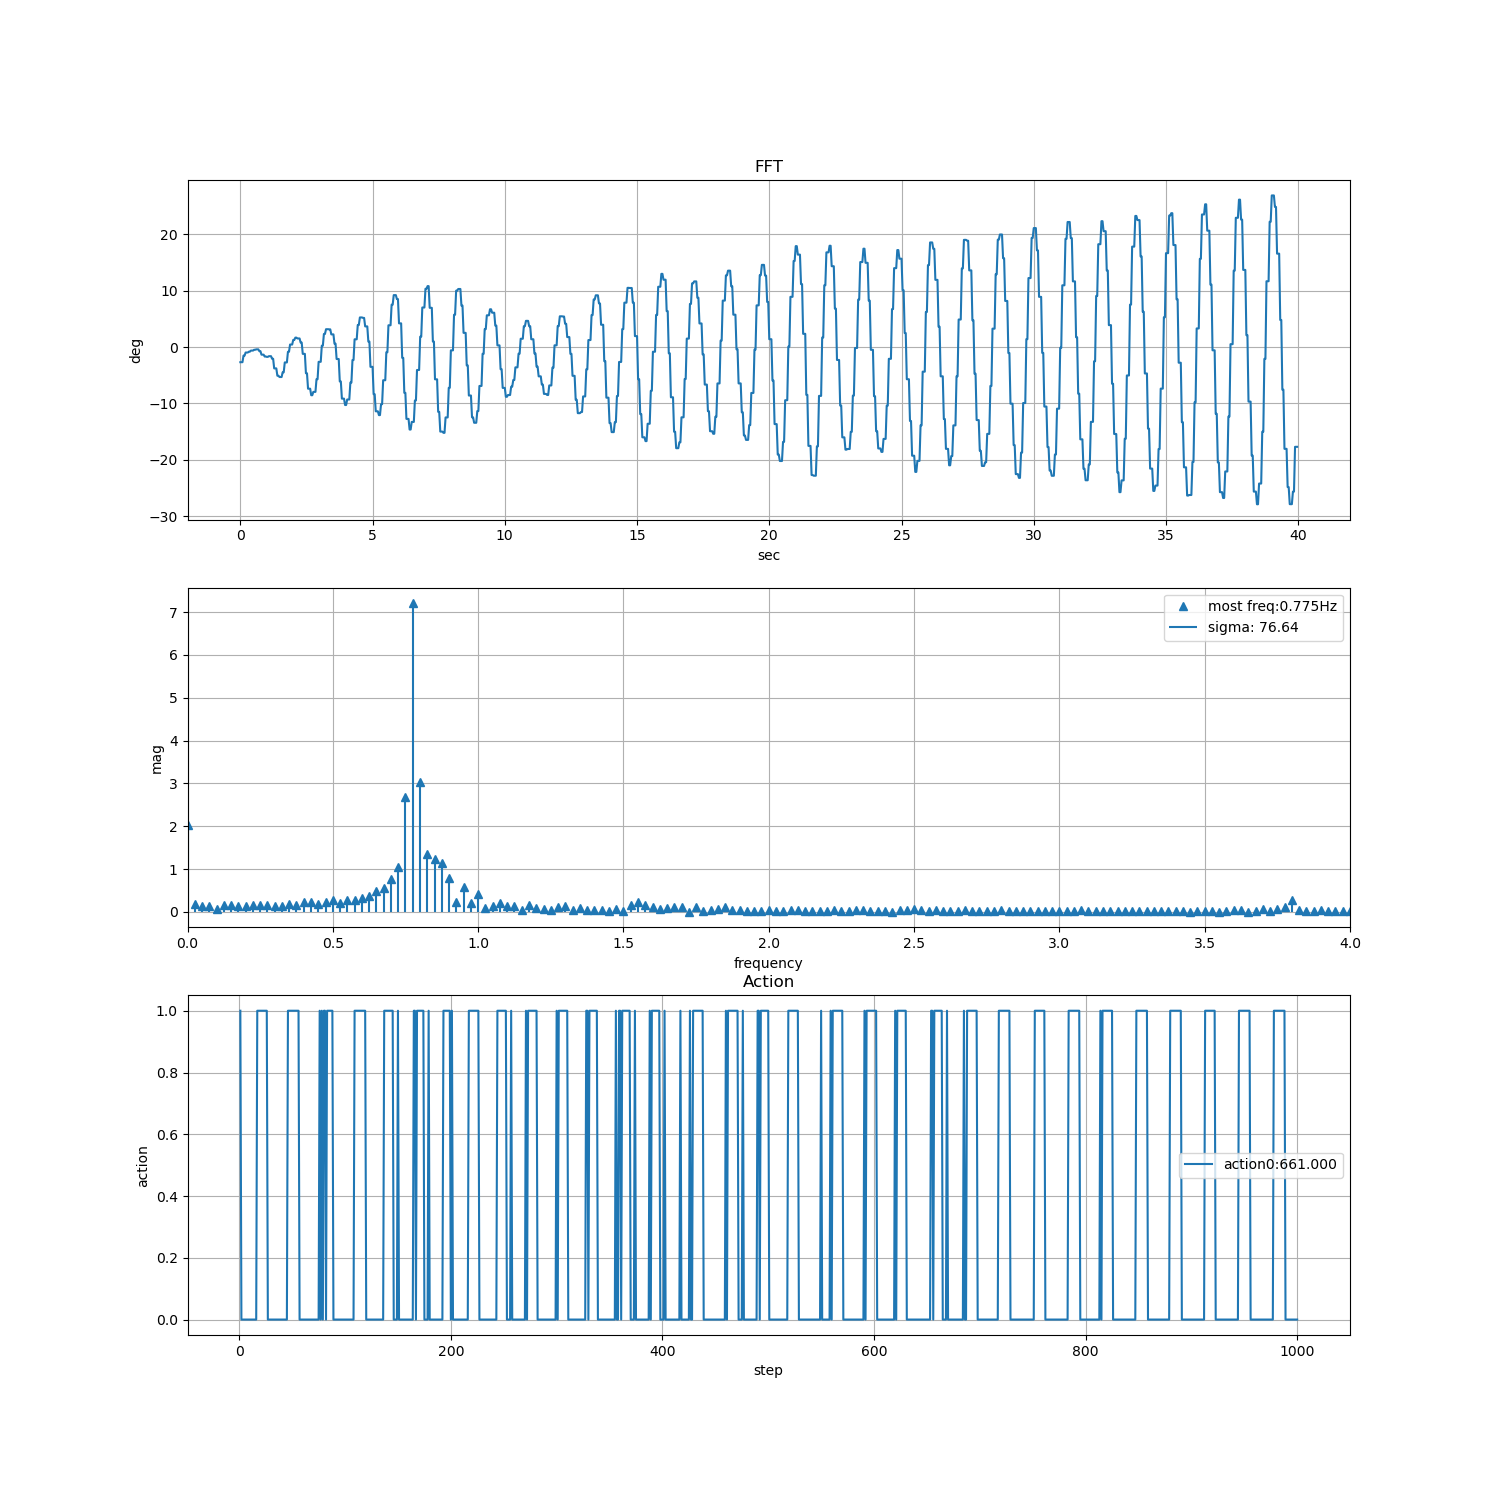 FFT
20
10
0
−10
−20
−30
deg
0 5 10 15 20 25 30 35 40
sec
7
6
5
4
3
2
1
0
mag
most freq:0.775Hz
sigma: 76.64
0.0 0.5 1.0 1.5 2.0 2.5 3.0 3.5 4.0
frequency
Action
1.0
0.8
0.6
0.4
0.2
0.0
action
action0:661.000
0 200 400 600 800 1000
step